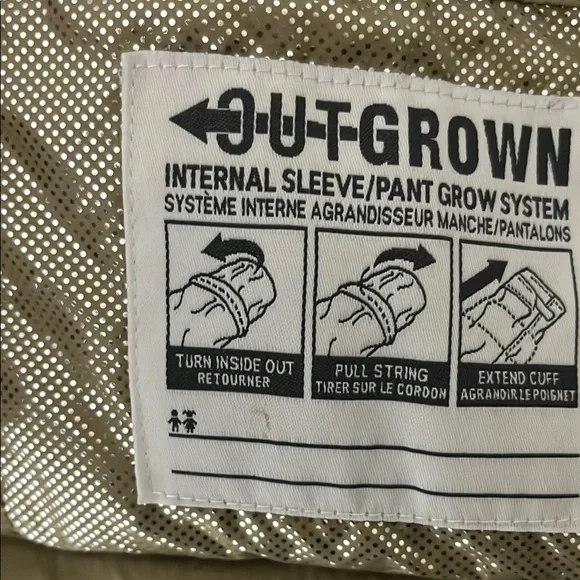 OUTGROWN
INTERNAL SLEEVE/PANT GROW SYSTEM
SYSTÈME INTERNE AGRANDISSEUR MANCHE/PANTALONS
TURN INSIDE OUT
RETOURNER
PULL STRING
TIRER SUR LE CORDON
EXTEND CUFF
AGRANDIR LE POIGNET